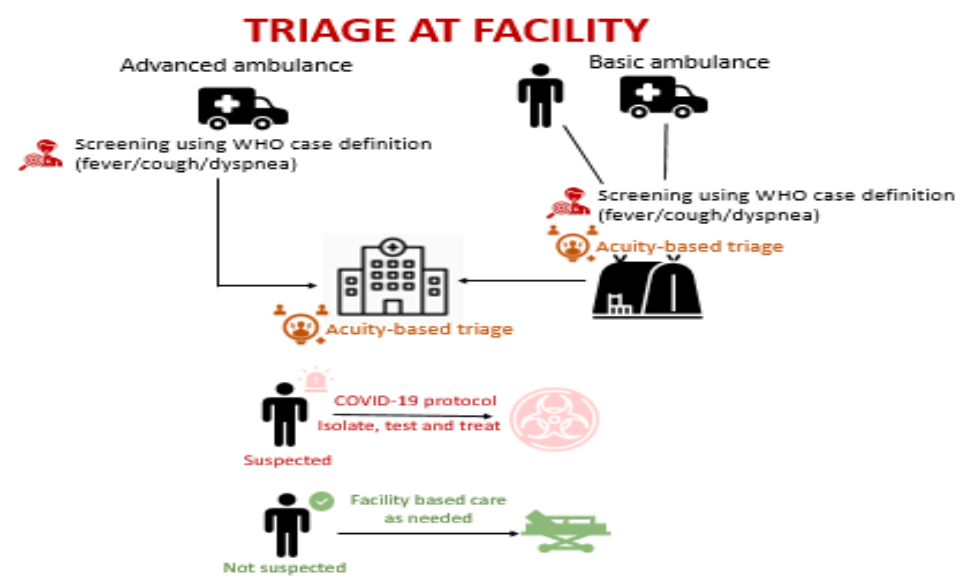 TRIAGE AT FACILITY
Advanced ambulance
Basic ambulance
Screening using WHO case definition
(fever/cough/dyspnea)
Screening using WHO case definition
(fever/cough/dyspnea)
Acuity-based triage
Acuity-based triage
COVID-19 protocol
Isolate, test and treat
Suspected
Facility based care
as needed
Not suspected